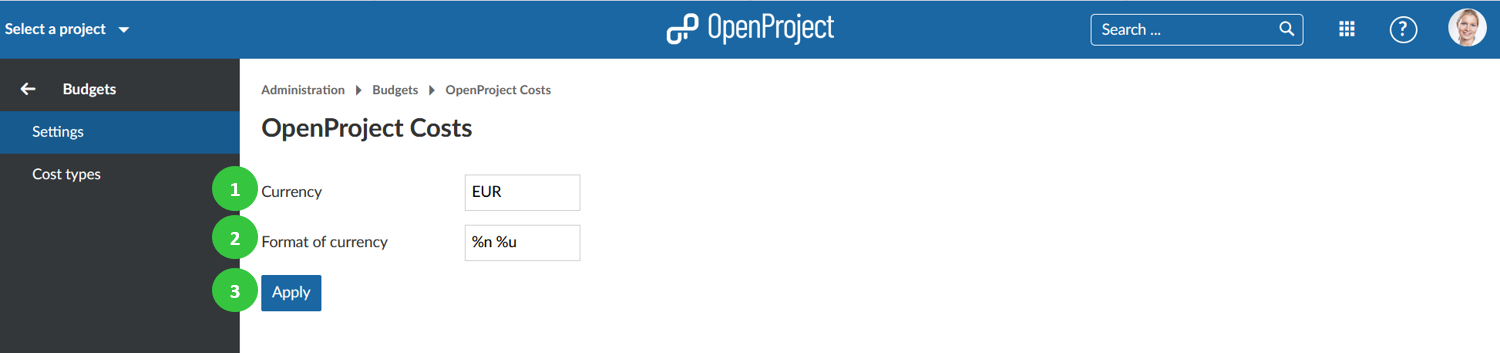 Select a project
OpenProject
Search ...
?
Budgets
Settings
Cost types
Administration Budgets OpenProject Costs
OpenProject Costs
1 Currency EUR
2 Format of currency %n %u
3 Apply